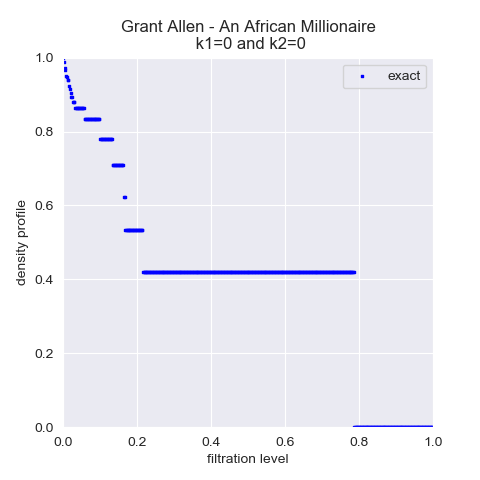 Grant Allen - An African Millionaire
k1=0 and k2=0
exact
1.0
0.8
0.6
0.4
0.2
0.0
density profile
0.0 0.2 0.4 0.6 0.8 1.0
filtration level